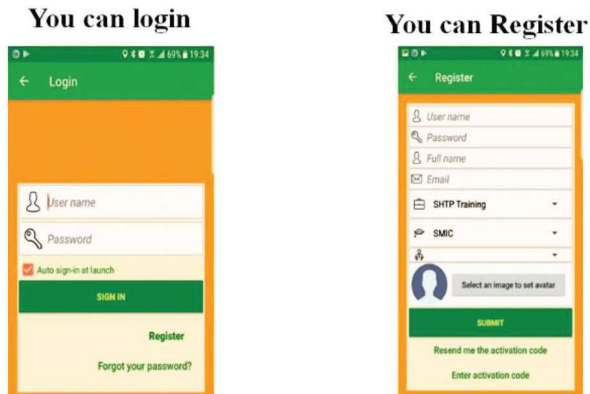 You can login
69% 19:34
Login
User name
Password
Auto sign-in at launch
SIGN IN
Register
Forgot your password?
You can Register
69% 19:34
Register
User name
Password
Full name
Email
SHTP Training
SMIC
Select an image to set avatar
SUBMIT
Resend me the activation code
Enter activation code